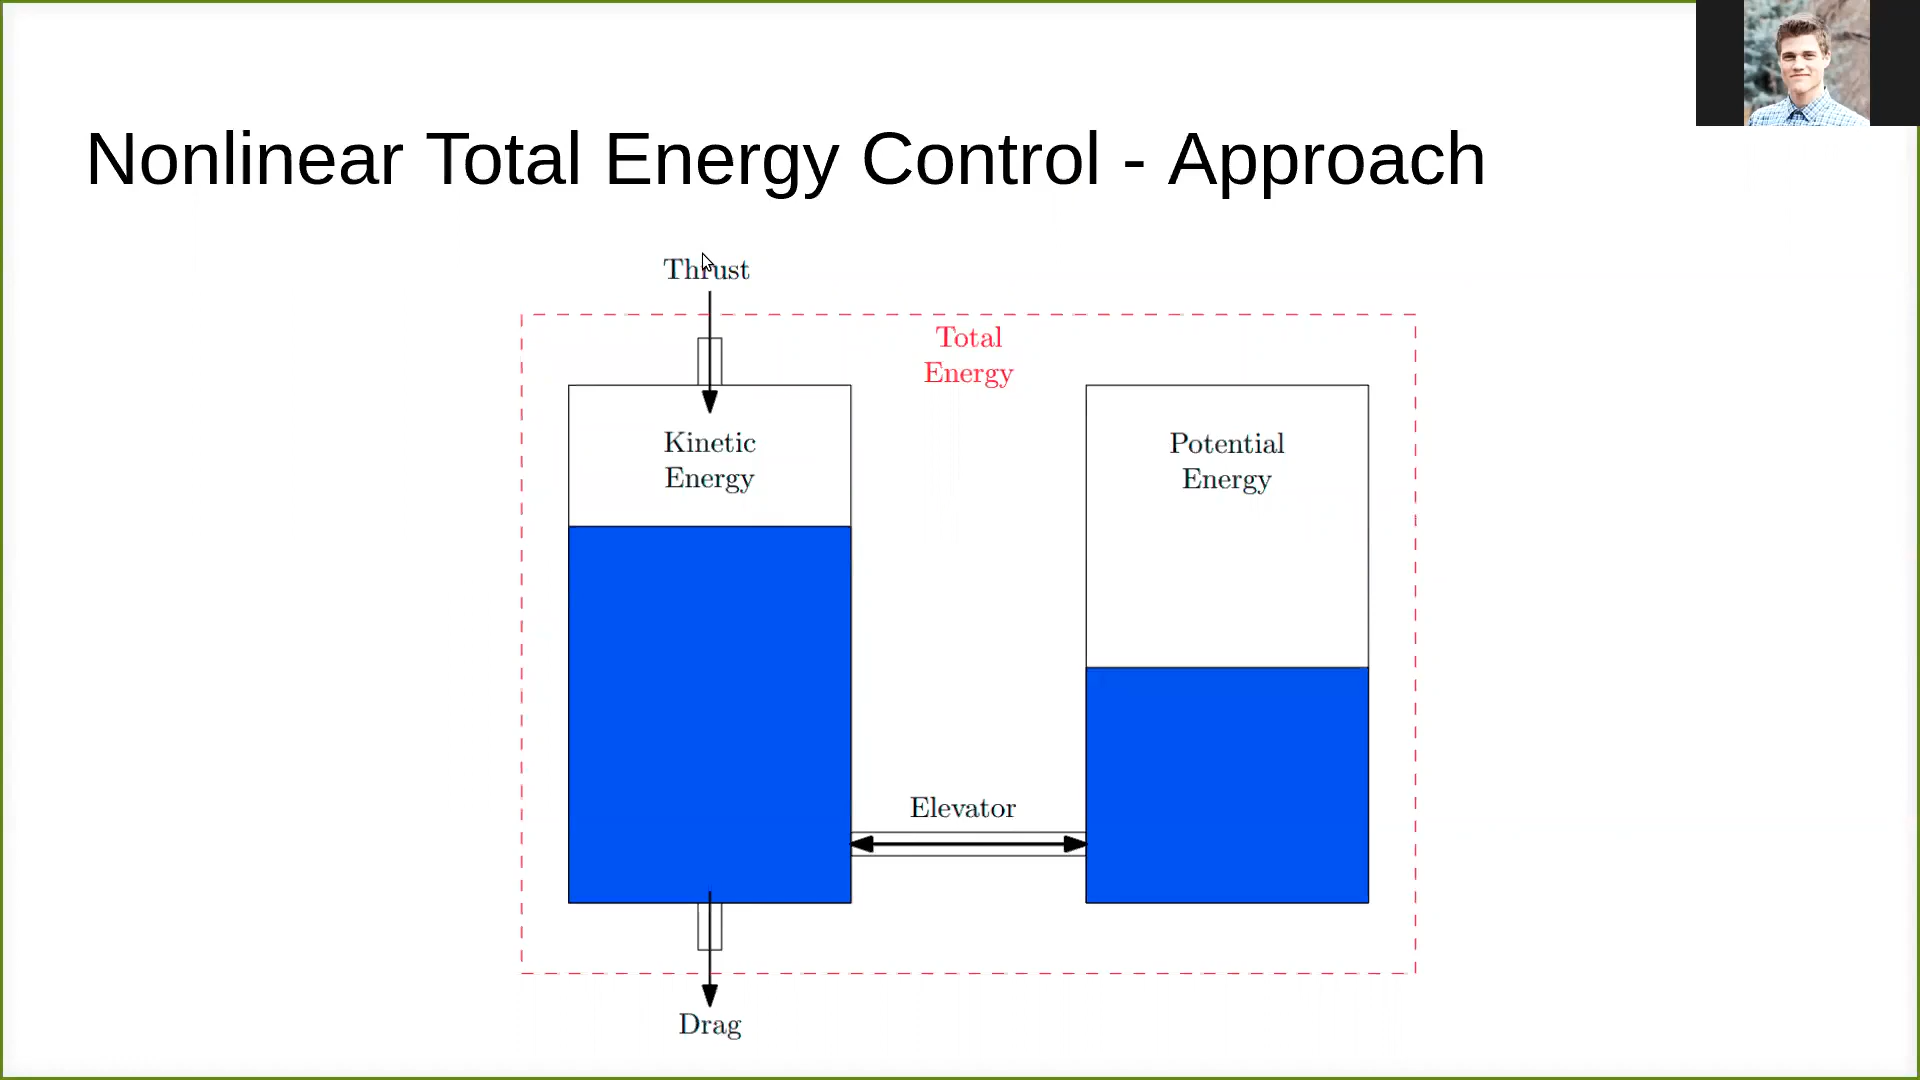 Nonlinear Total Energy Control - Approach
Thrust
Total
Energy
Kinetic
Energy
Potential
Energy
Elevator
Drag